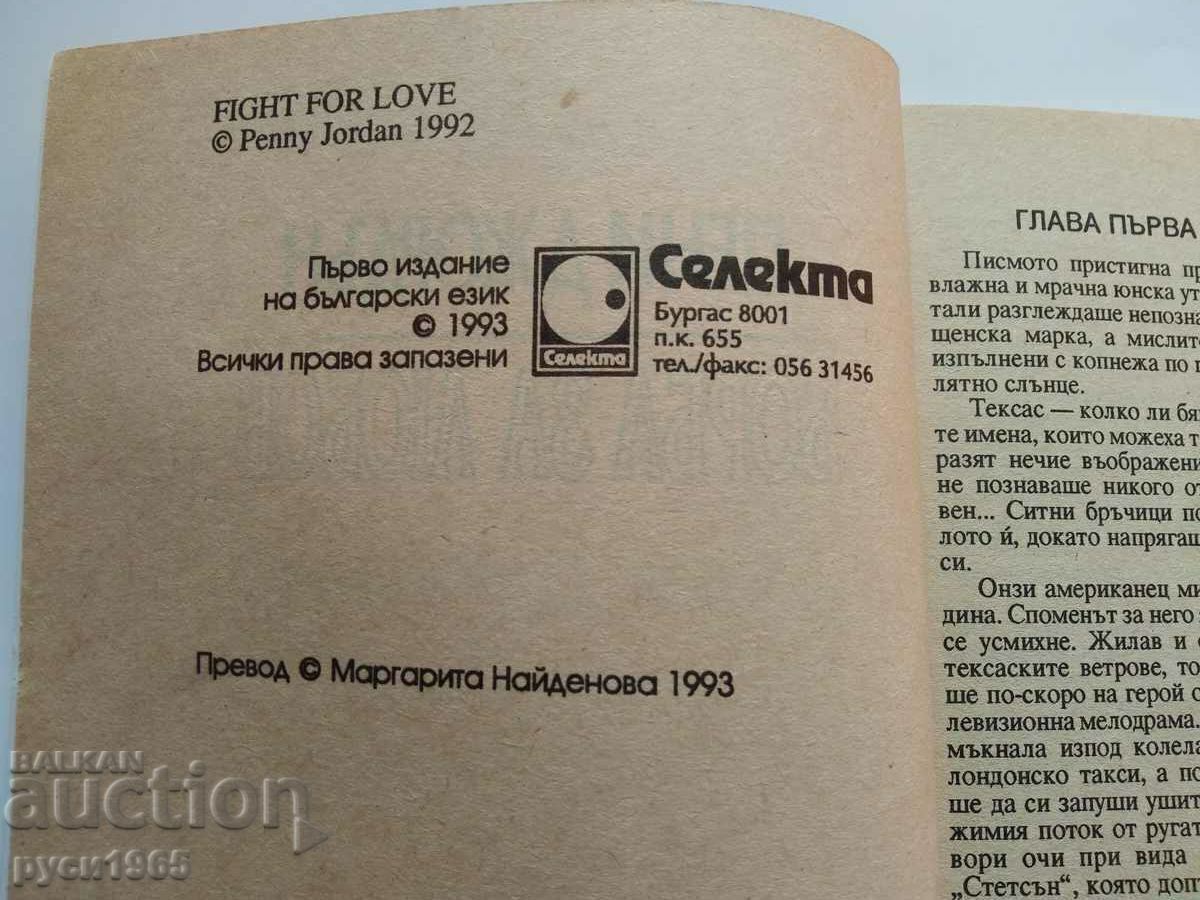 FIGHT FOR LOVE
© Penny Jordan 1992
Първо издание
на български език
© 1993
Всички права запазени
Селекта
Селекта
Бургас 8001
п.к. 655
тел./факс: 056 31456
Превод © Маргарита Найденова 1993
ГЛАВА ПЪРВА
Писмото пристигна
влажна и мрачна юнска
тали разглеждаше
щенска марка, а
изпълнени с копнежа по
лятно слънце.
Тексас — колко ли
те имена, които можеха
разят нечие
не познаваше никого
вен... Ситни бръчици
лото ѝ, докато
си.
Онзи американец
дина. Споменът за него
се усмихне. Жилав и
тексаските ветрове,
ше по-скоро на герой
левизионна мелодрама.
мъкнала изпод
лондонско такси, а
ше да си запуши
жимия поток от
вори очи при вида
„Стетсън“, която
BALKAN
auction
руси1965